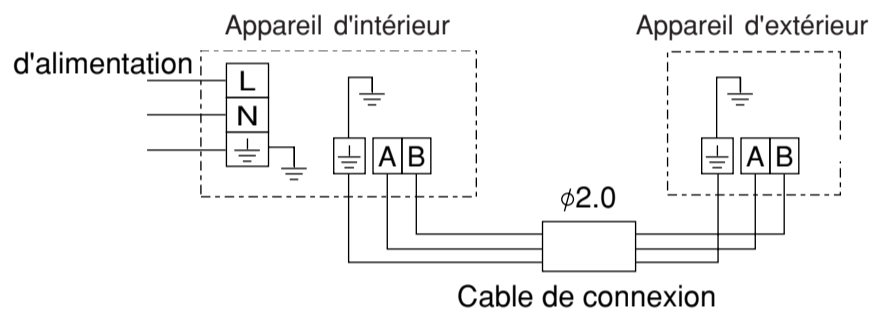 Appareil d'intérieur
Appareil d'extérieur
d'alimentation
L
N
A B
A B
ϕ2.0
Cable de connexion